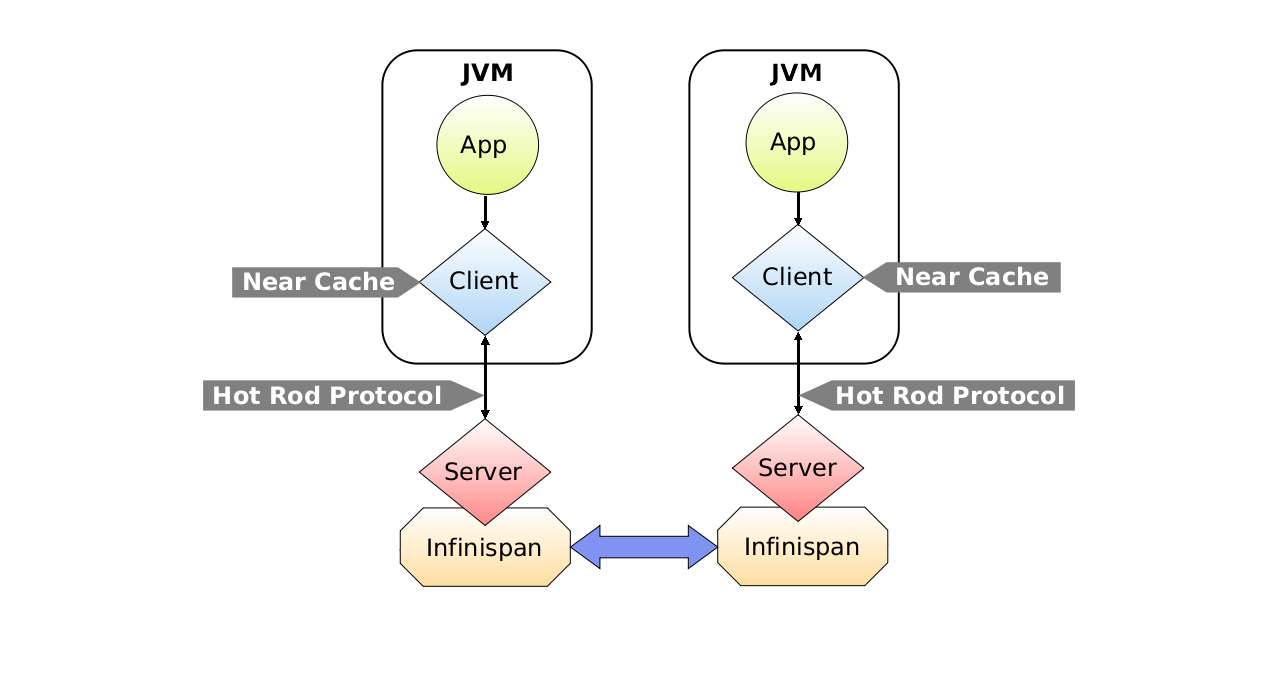 JVM
JVM
App
App
Client
Client
Near Cache
Near Cache
Hot Rod Protocol
Hot Rod Protocol
Server
Server
Infinispan
Infinispan